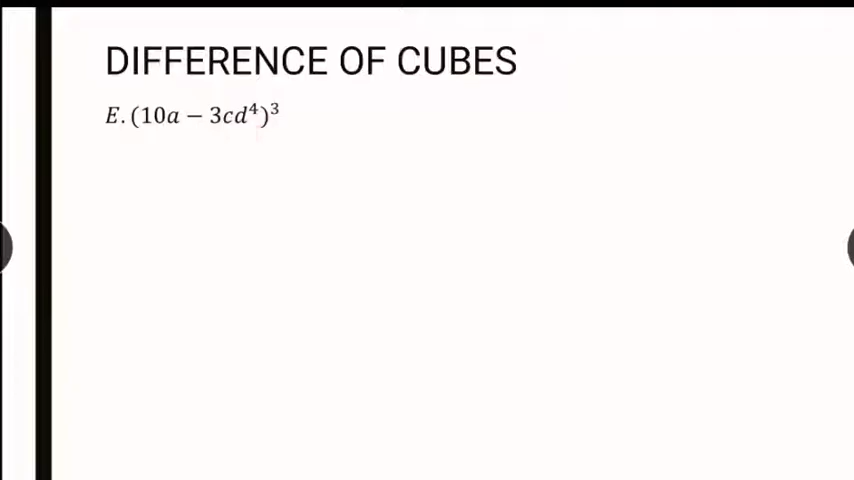 DIFFERENCE OF CUBES
E. (10a − 3cd⁴)³